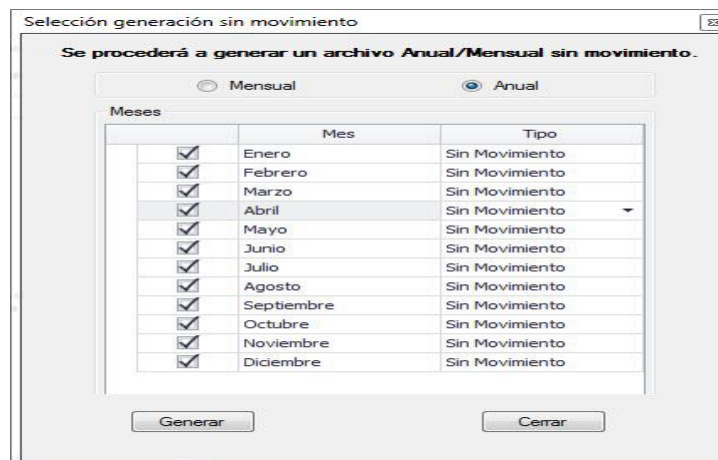 Selección generación sin movimiento
Se procederá a generar un archivo Anual/Mensual sin movimiento.
Mensual Anual
Meses
Mes Tipo
Enero Sin Movimiento
Febrero Sin Movimiento
Marzo Sin Movimiento
Abril Sin Movimiento
Mayo Sin Movimiento
Junio Sin Movimiento
Julio Sin Movimiento
Agosto Sin Movimiento
Septiembre Sin Movimiento
Octubre Sin Movimiento
Noviembre Sin Movimiento
Diciembre Sin Movimiento
Generar Cerrar